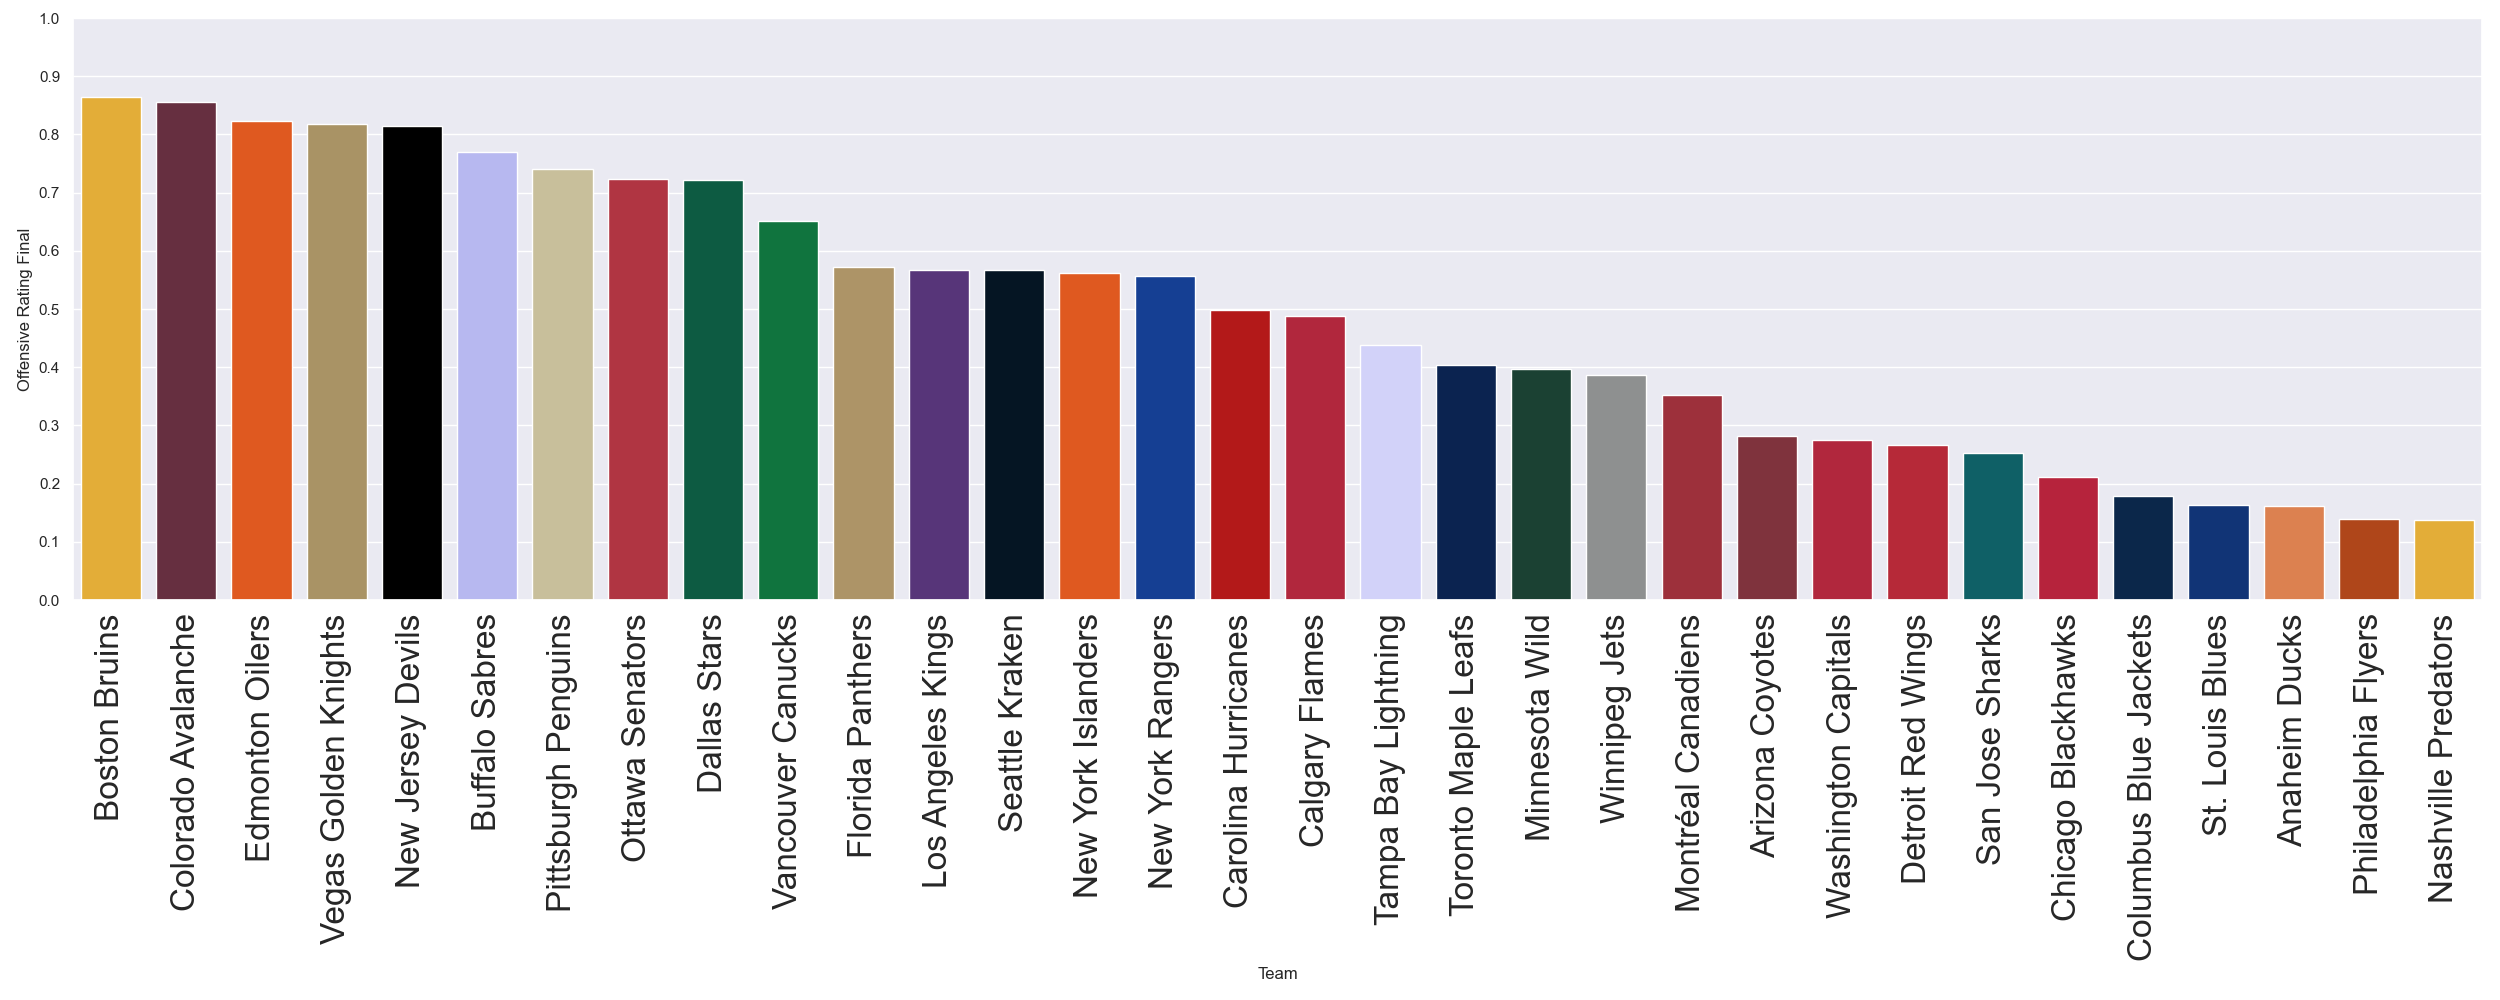 1.0
0.9
0.8
0.7
0.6
0.5
0.4
0.3
0.2
0.1
0.0
Offensive Rating Final
Boston Bruins
Colorado Avalanche
Edmonton Oilers
Vegas Golden Knights
New Jersey Devils
Buffalo Sabres
Pittsburgh Penguins
Ottawa Senators
Dallas Stars
Vancouver Canucks
Florida Panthers
Los Angeles Kings
Seattle Kraken
New York Islanders
New York Rangers
Carolina Hurricanes
Calgary Flames
Tampa Bay Lightning
Toronto Maple Leafs
Minnesota Wild
Winnipeg Jets
Montréal Canadiens
Arizona Coyotes
Washington Capitals
Detroit Red Wings
San Jose Sharks
Chicago Blackhawks
Columbus Blue Jackets
St. Louis Blues
Anaheim Ducks
Philadelphia Flyers
Nashville Predators
Team